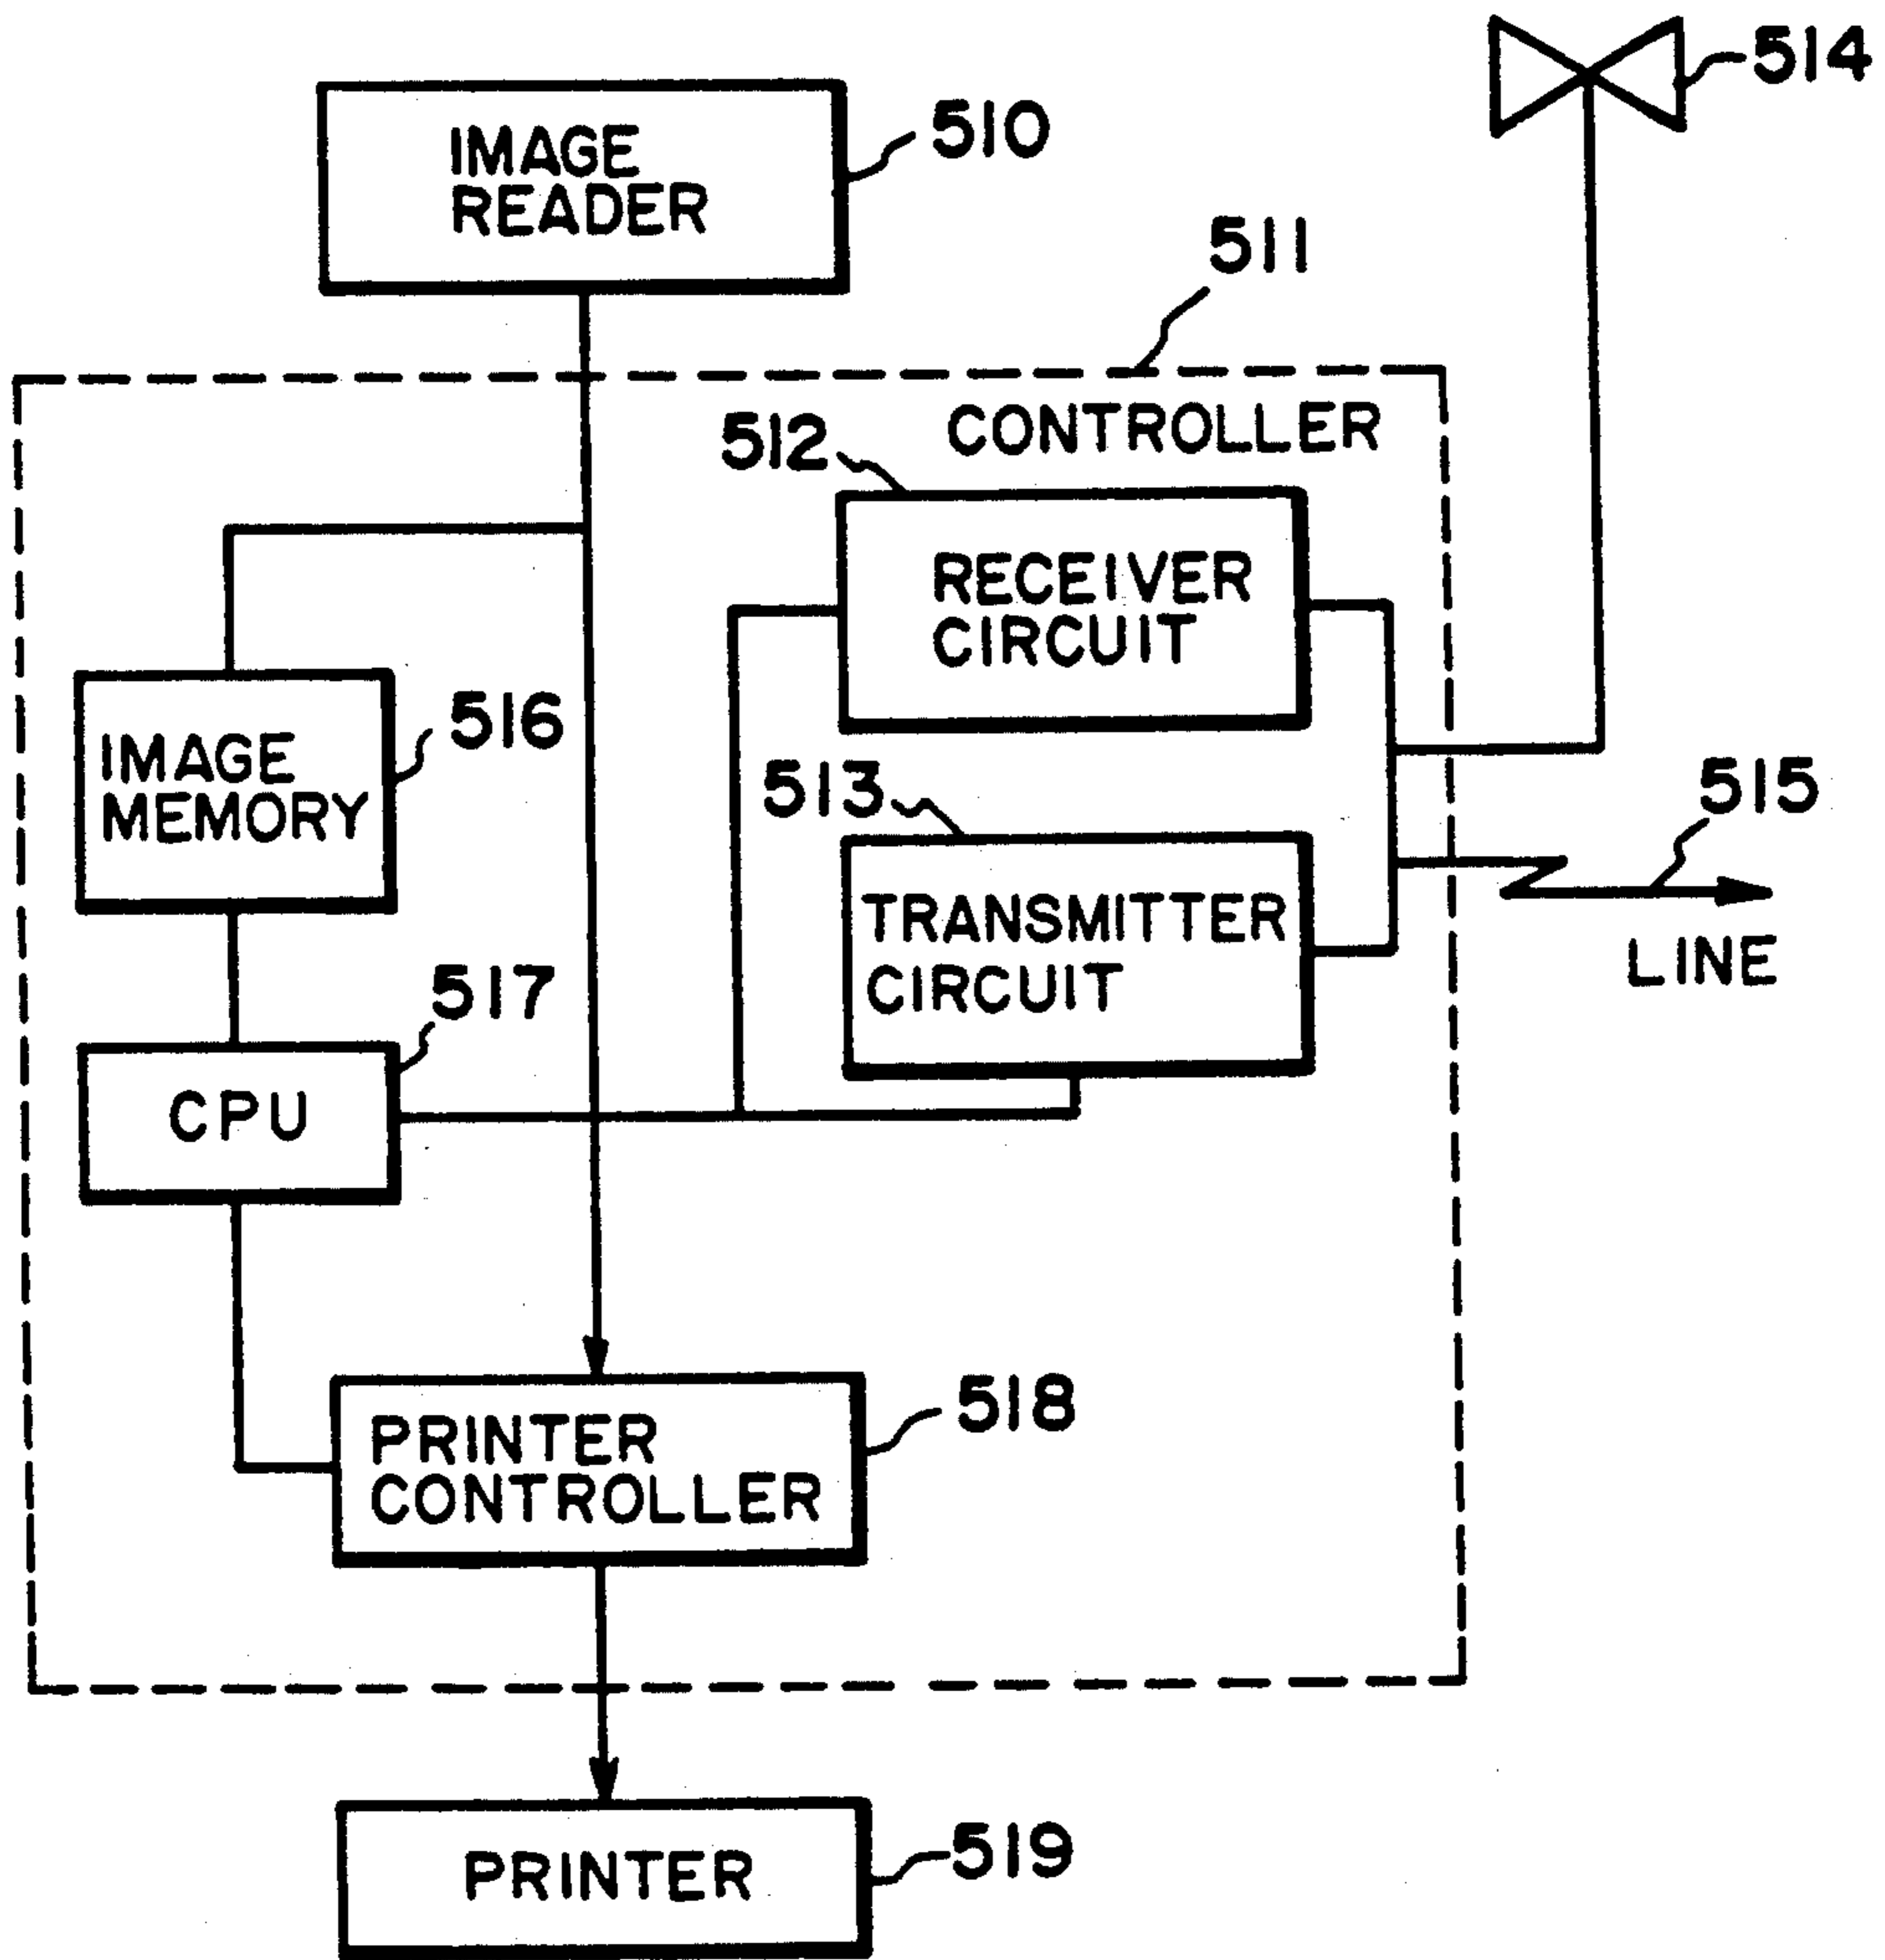 514
IMAGE
READER
510
511
CONTROLLER
512
RECEIVER
CIRCUIT
IMAGE
MEMORY
516
513
TRANSMITTER
CIRCUIT
515
LINE
517
CPU
PRINTER
CONTROLLER
518
PRINTER
519